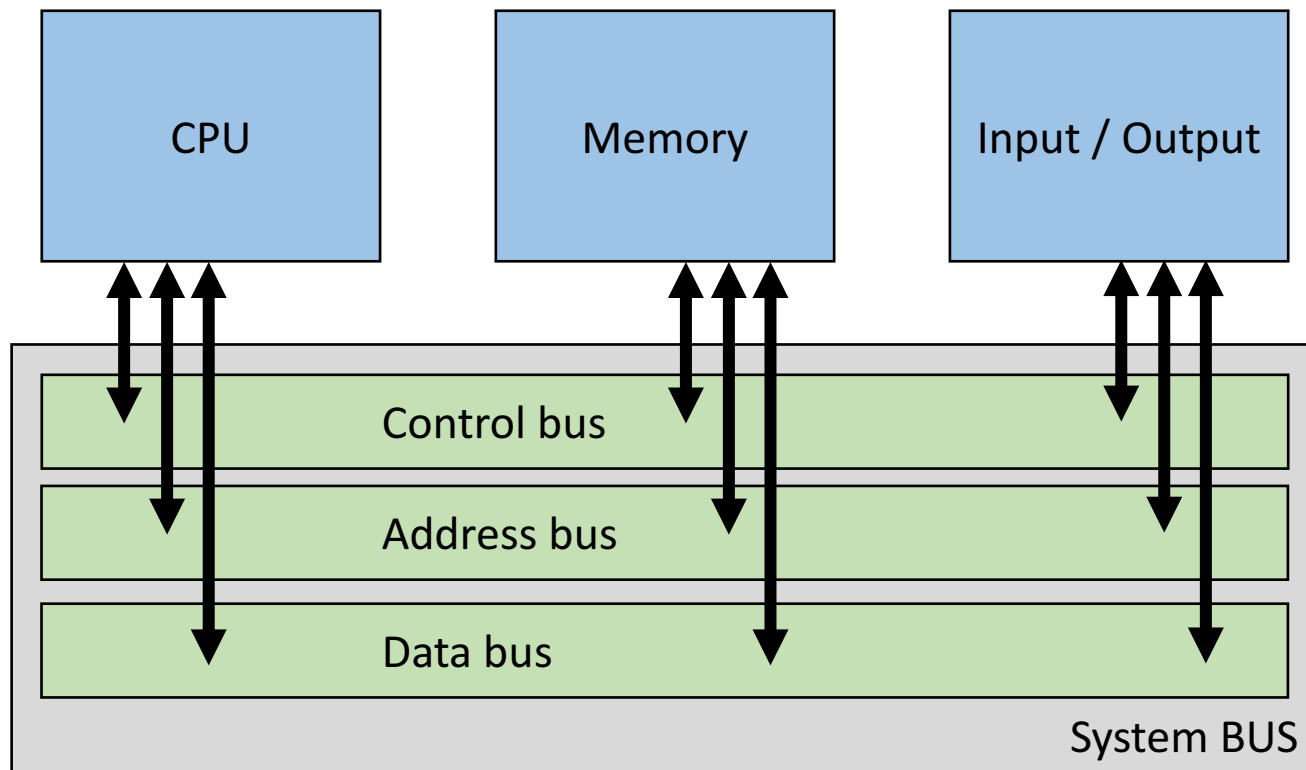 CPU
Memory
Input / Output
Control bus
Address bus
Data bus
System BUS